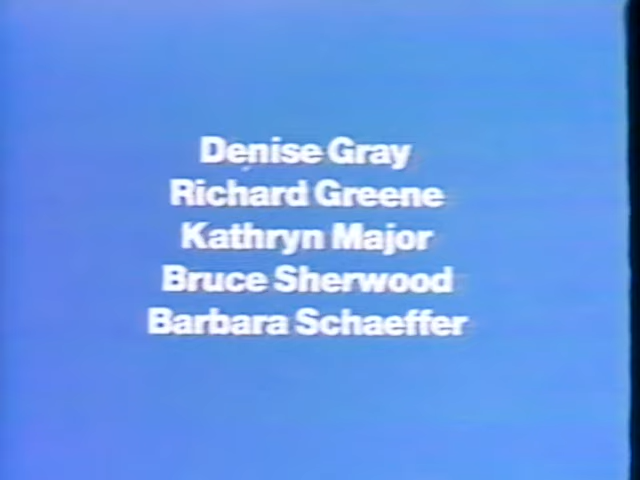 Denise Gray
Richard Greene
Kathryn Major
Bruce Sherwood
Barbara Schaeffer